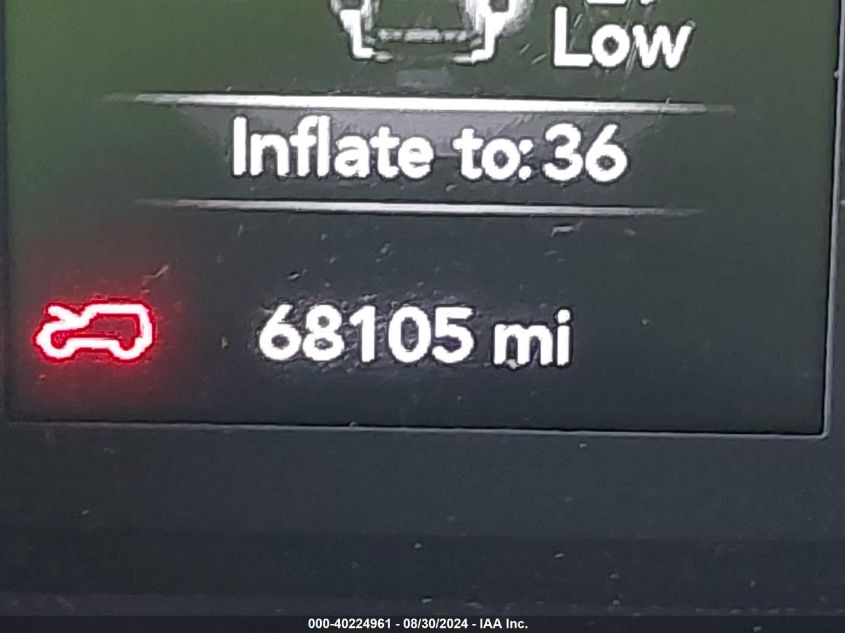 Low
Inflate to: 36
68105 mi
000-40224961 - 08/30/2024 - IAA Inc.